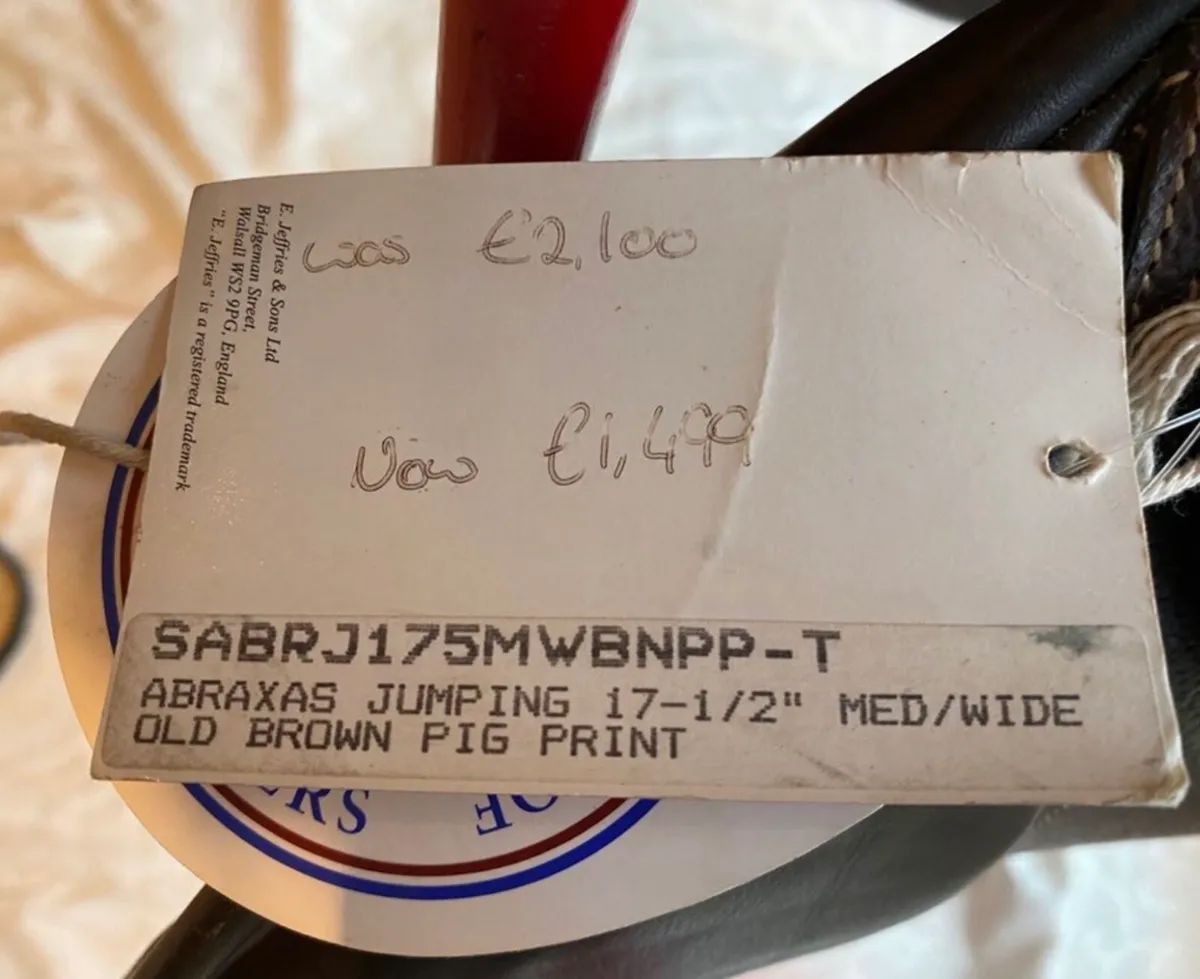 E. Jeffries & Sons Ltd
Bridgeman Street,
Walsall WS2 9PG, England
"E. Jeffries" is a registered trademark
was €2,100
Now €1,499
SABRJ175MWBNPP-T
ABRAXAS JUMPING 17-1/2" MED/WIDE
OLD BROWN PIG PRINT
OF